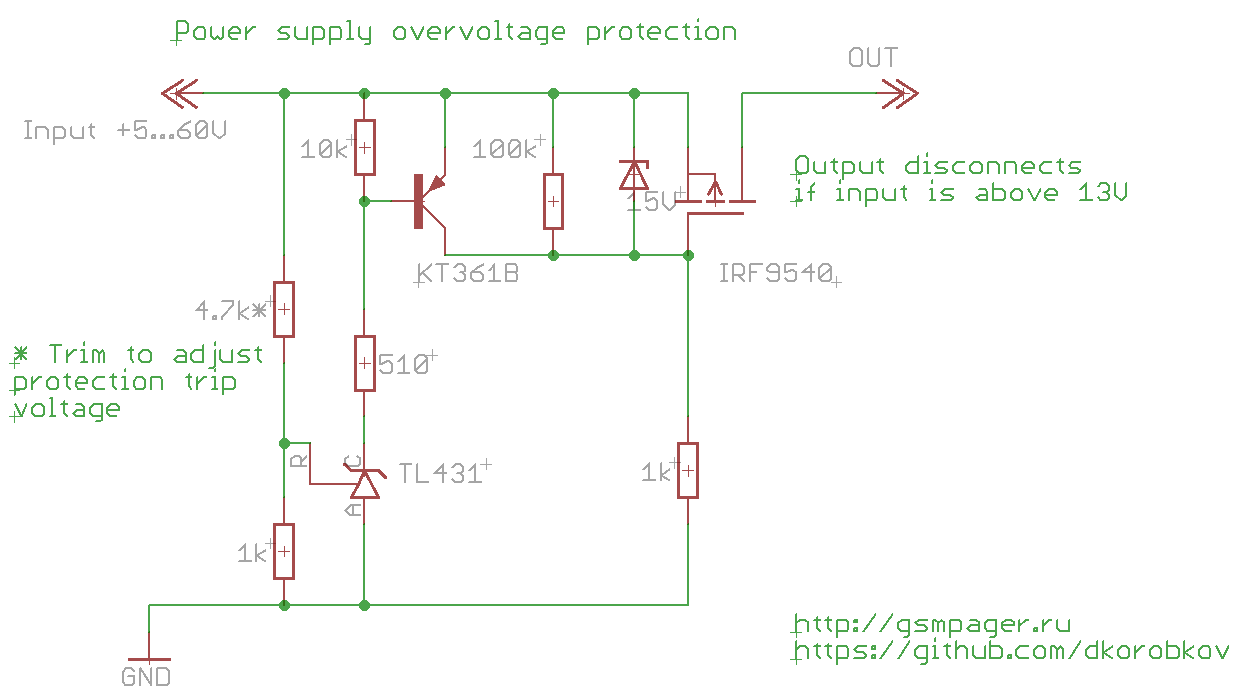 Power supply overvoltage protection
OUT
Input +5...60V
10k
100k
Output disconnects
if input is above 13V
5V
KT361B
IRF9540
4.7k*
* Trim to adjust
protection trip
voltage
510
R
C
TL431
1k
A
1k
http://gsmpager.ru
https://github.com/dkorobkov
GND